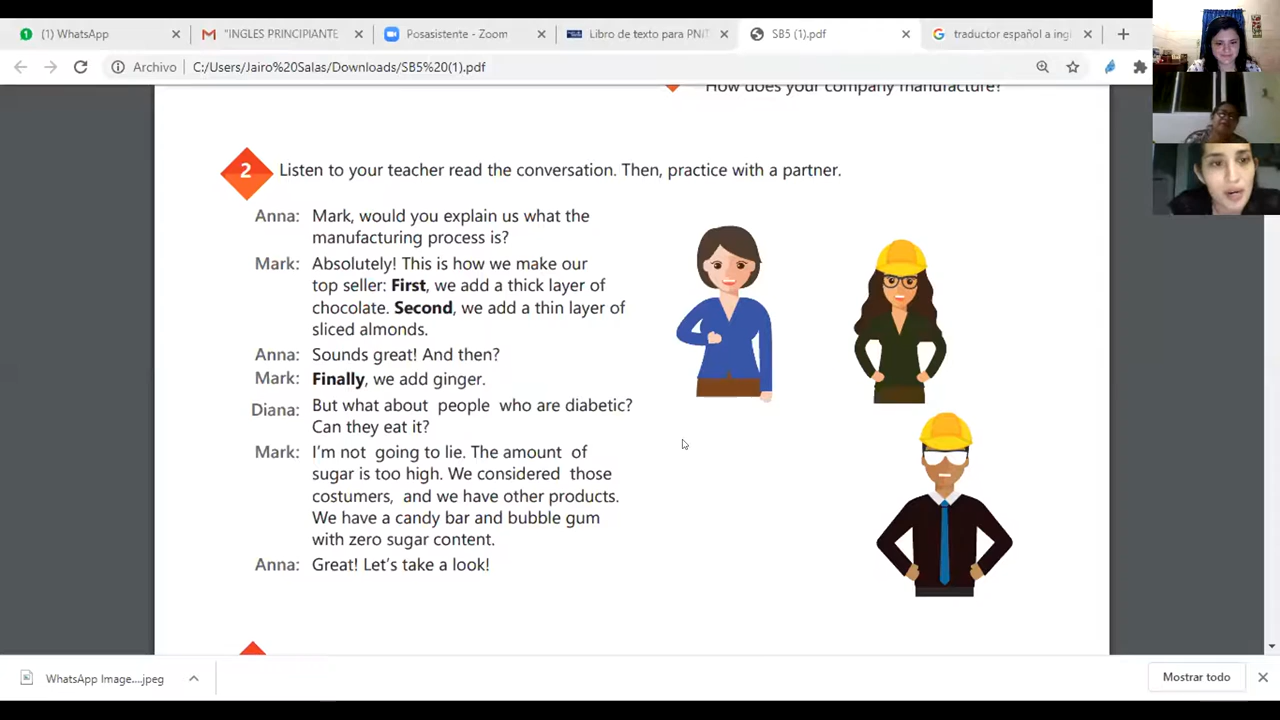 (1) WhatsApp
"INGLES PRINCIPIANTE
Posasistente - Zoom
Libro de texto para PNIT
SB5 (1).pdf
traductor español a ingl
Archivo
C:/Users/Jairo%20Salas/Downloads/SB5%20(1).pdf
How does your company manufacture?
2
Listen to your teacher read the conversation. Then, practice with a partner.
Anna: Mark, would you explain us what the
manufacturing process is?
Mark: Absolutely! This is how we make our
top seller: First, we add a thick layer of
chocolate. Second, we add a thin layer of
sliced almonds.
Anna: Sounds great! And then?
Mark: Finally, we add ginger.
Diana: But what about people who are diabetic?
Can they eat it?
Mark: I'm not going to lie. The amount of
sugar is too high. We considered those
costumers, and we have other products.
We have a candy bar and bubble gum
with zero sugar content.
Anna: Great! Let's take a look!
WhatsApp Image....jpeg
Mostrar todo